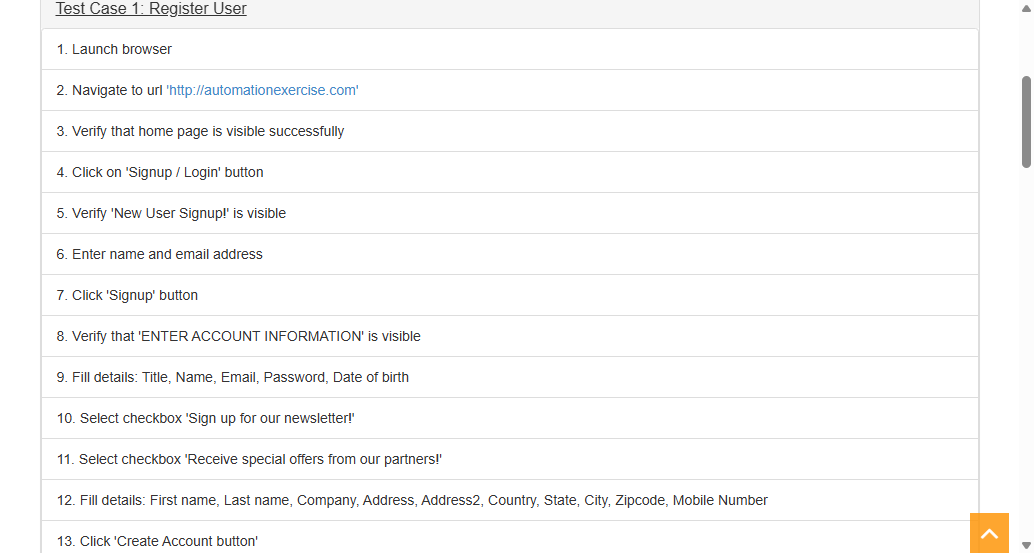 Test Case 1: Register User
1. Launch browser
2. Navigate to url 'http://automationexercise.com'
3. Verify that home page is visible successfully
4. Click on 'Signup / Login' button
5. Verify 'New User Signup!' is visible
6. Enter name and email address
7. Click 'Signup' button
8. Verify that 'ENTER ACCOUNT INFORMATION' is visible
9. Fill details: Title, Name, Email, Password, Date of birth
10. Select checkbox 'Sign up for our newsletter!'
11. Select checkbox 'Receive special offers from our partners!'
12. Fill details: First name, Last name, Company, Address, Address2, Country, State, City, Zipcode, Mobile Number
13. Click 'Create Account button'